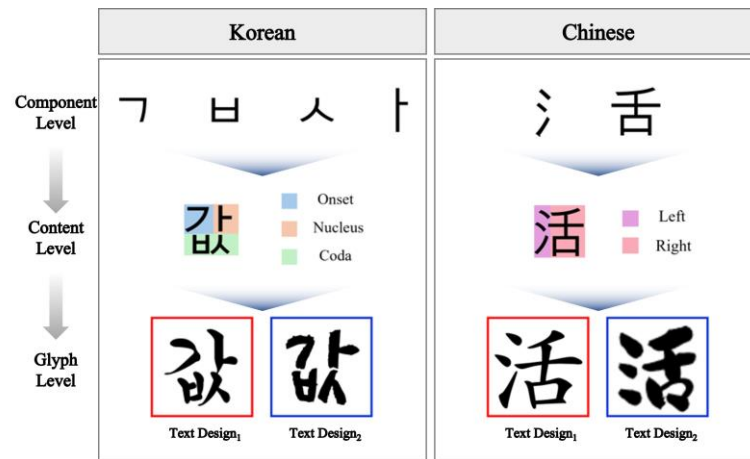 Korean
Chinese
Component
Level
ㄱ ㅂ ㅅ ㅏ
氵 舌
Content
Level
값
Onset
Nucleus
Coda
活
Left
Right
Glyph
Level
값 값
活 活
Text Design₁ Text Design₂
Text Design₁ Text Design₂